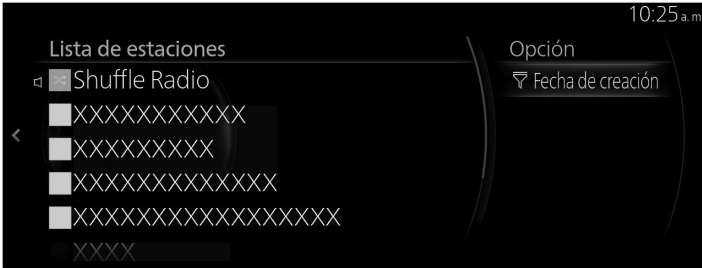 10:25 a. m
Lista de estaciones
Shuffle Radio
XXXXXXXXXXX
XXXXXXXXX
XXXXXXXXXXXXX
XXXXXXXXXXXXXXXXX
XXXX
Opción
Fecha de creación